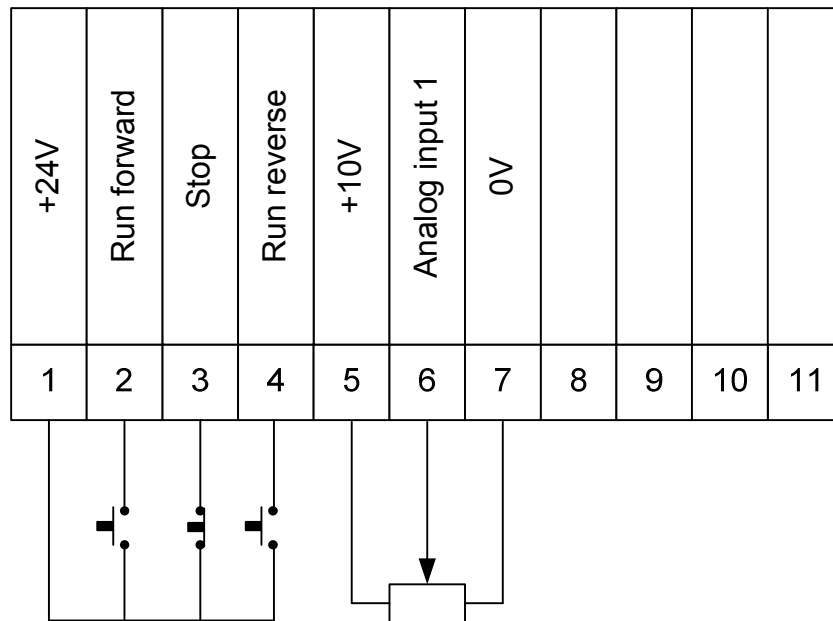 +24V
Run forward
Stop
Run reverse
+10V
Analog input 1
0V
1 2 3 4 5 6 7 8 9 10 11